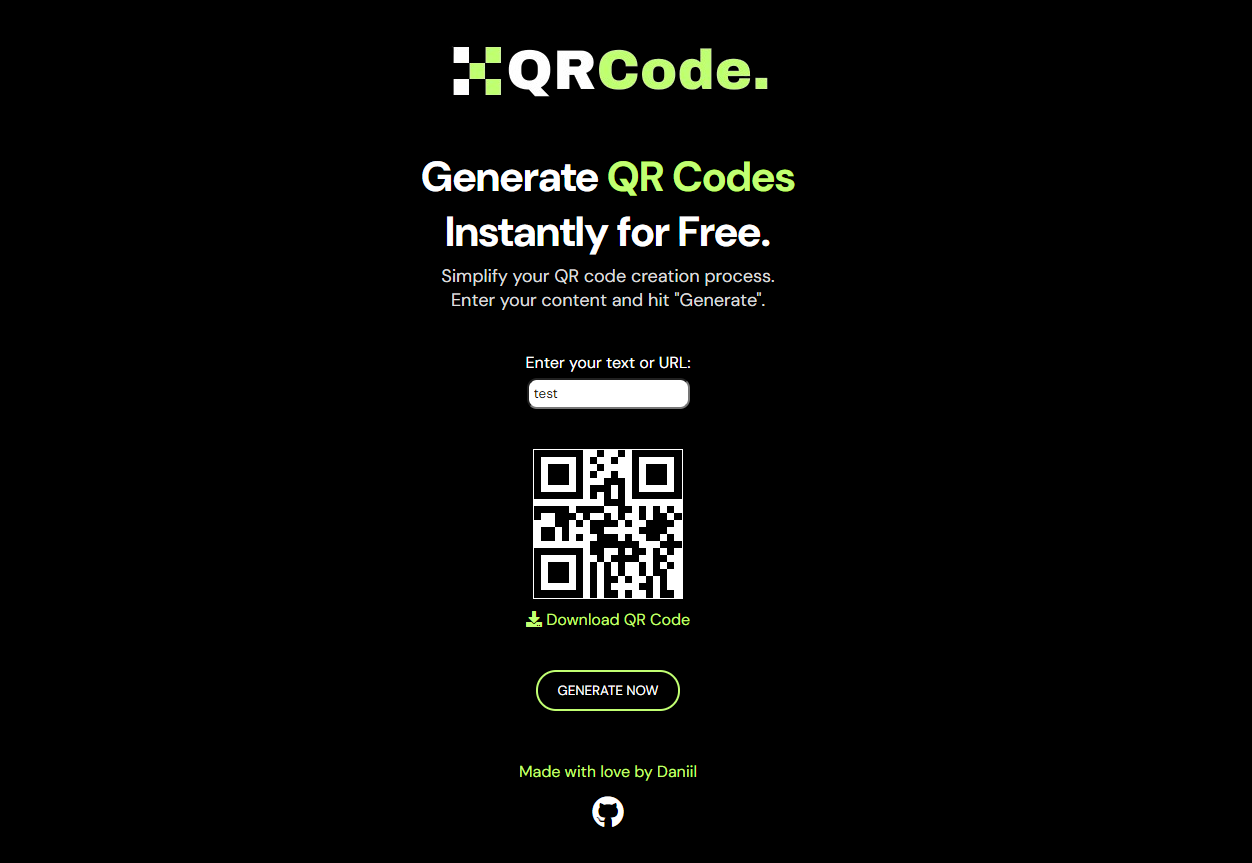 QRCode.
Generate QR Codes
Instantly for Free.
Simplify your QR code creation process.
Enter your content and hit "Generate".
Enter your text or URL:
test
Download QR Code
GENERATE NOW
Made with love by Daniil